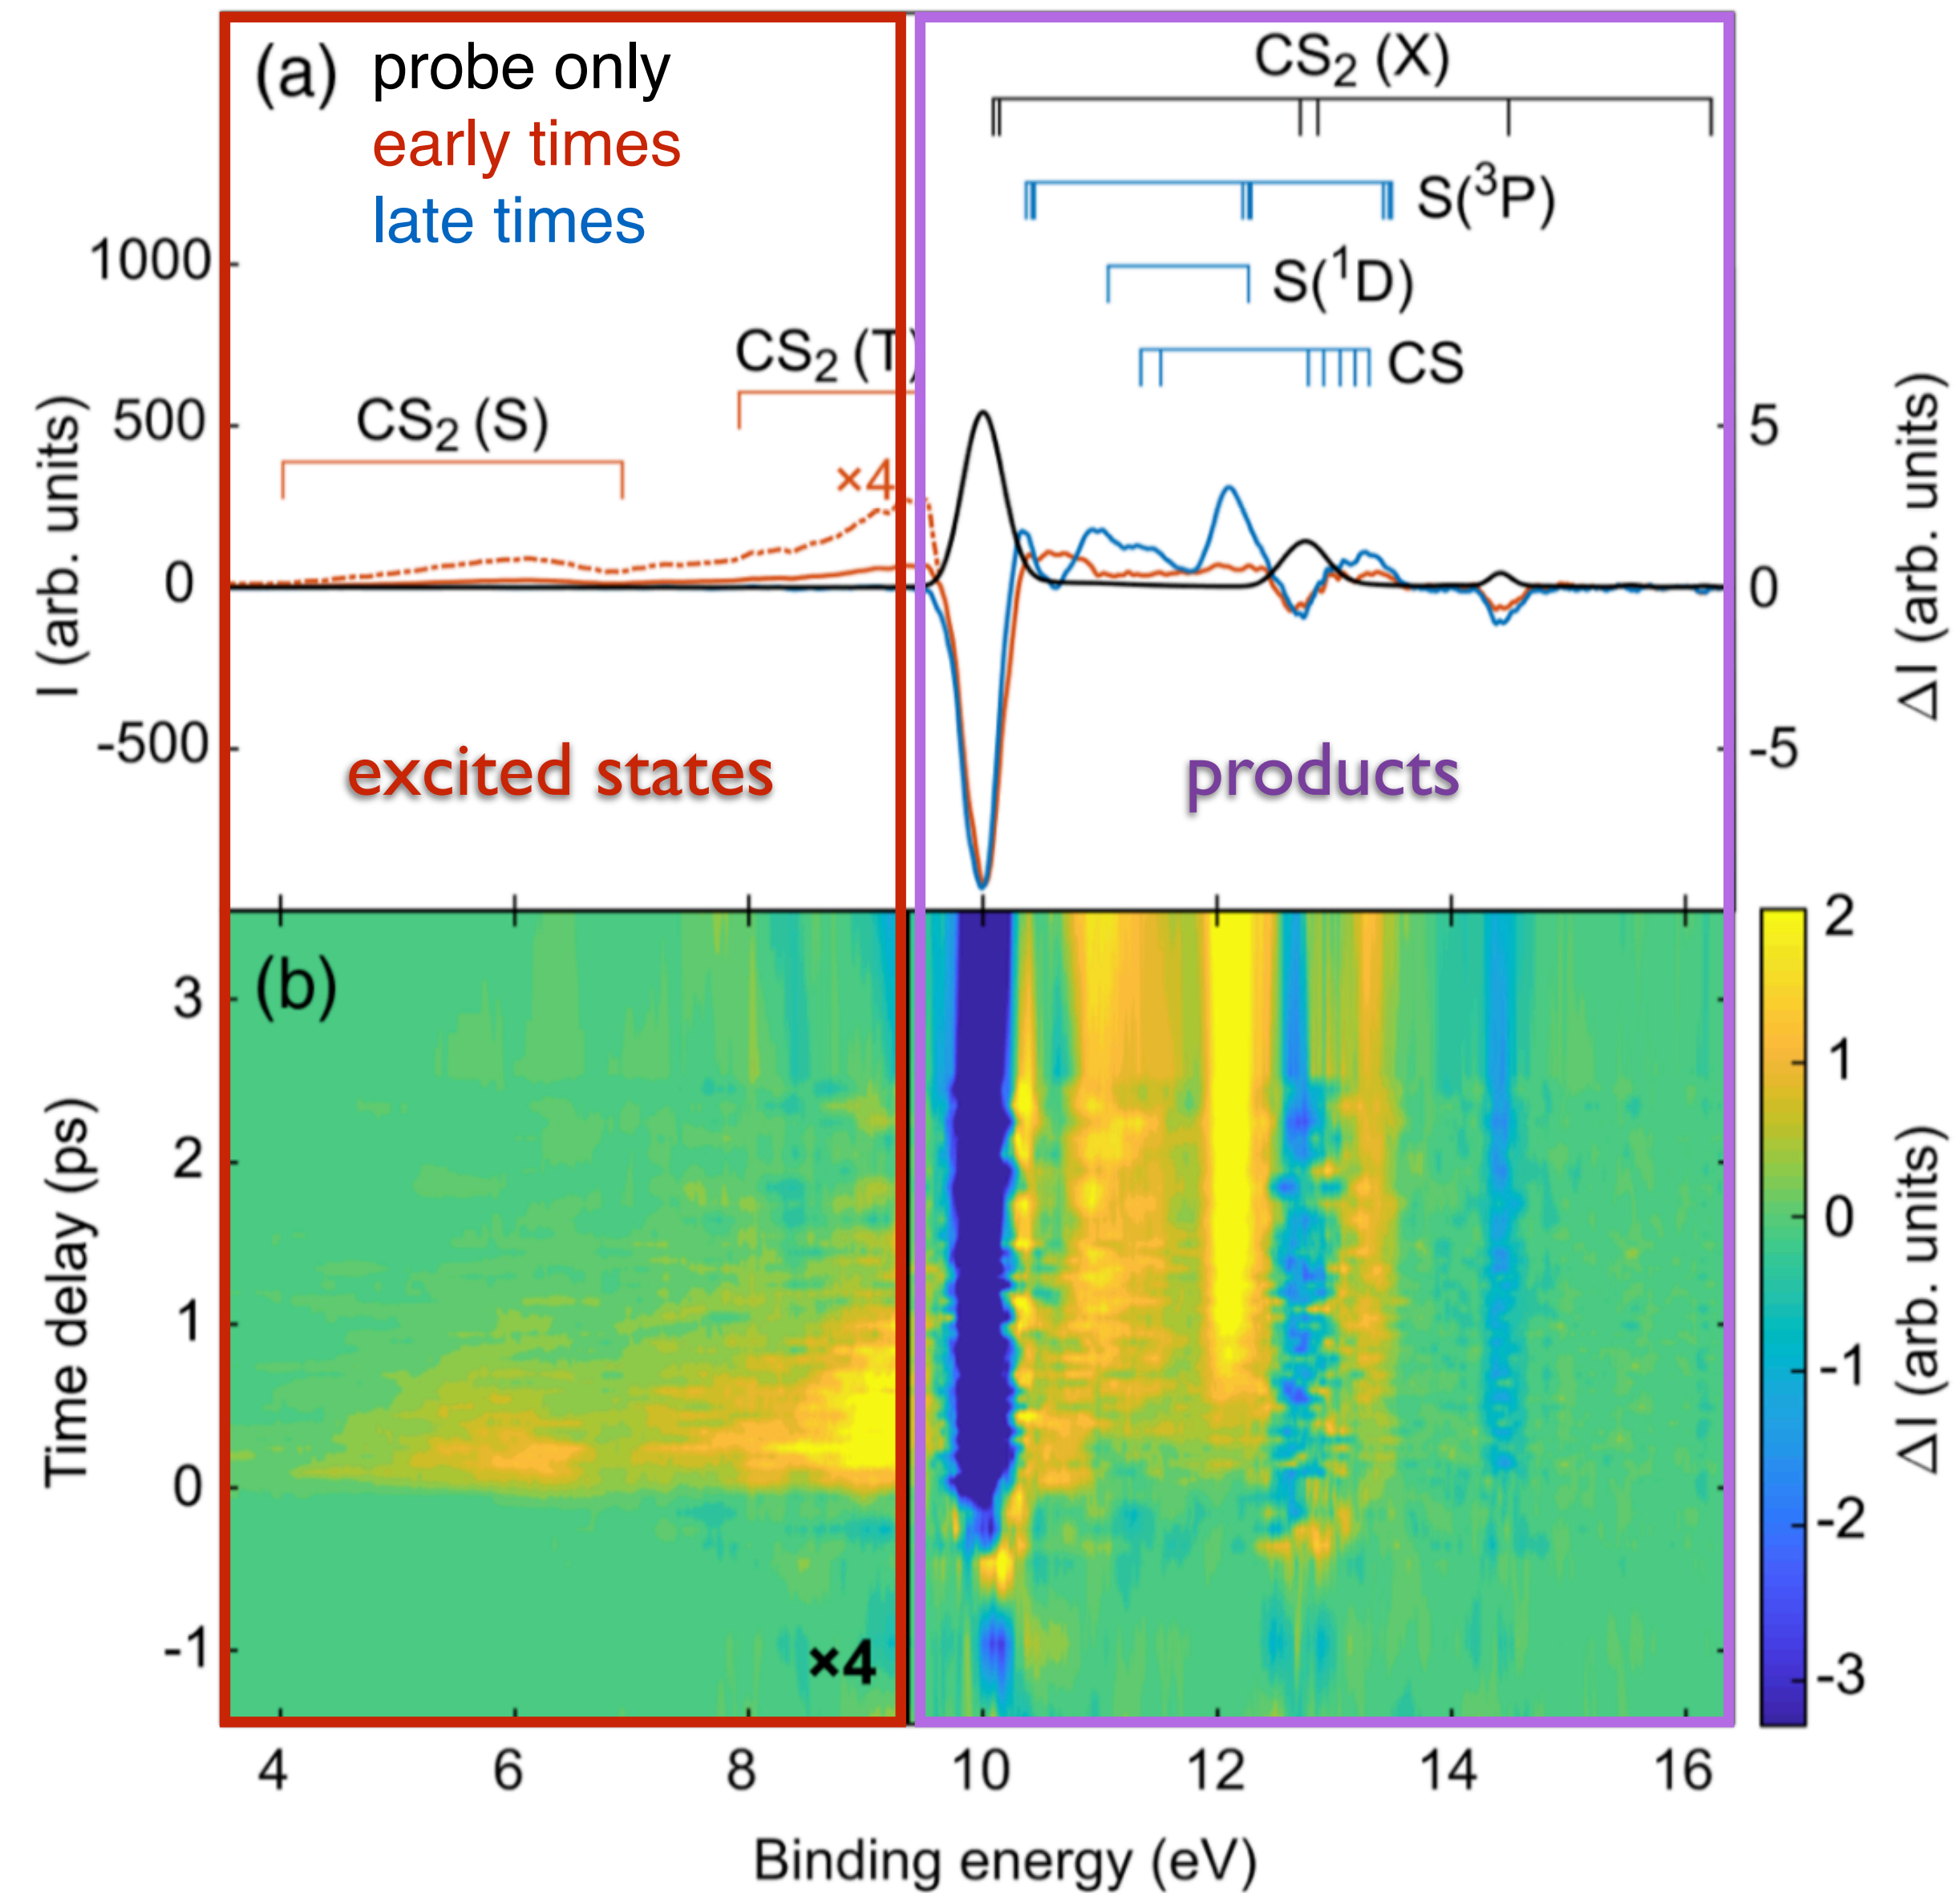 (a) probe only
early times
late times
CS₂ (X)
S(³P)
S(¹D)
CS
CS₂ (T)
CS₂ (S)
×4
1000
500
0
-500
I (arb. units)
5
0
-5
ΔI (arb. units)
excited states
products
(b)
3
2
1
0
-1
Time delay (ps)
×4
2
1
0
-1
-2
-3
ΔI (arb. units)
4 6 8 10 12 14 16
Binding energy (eV)